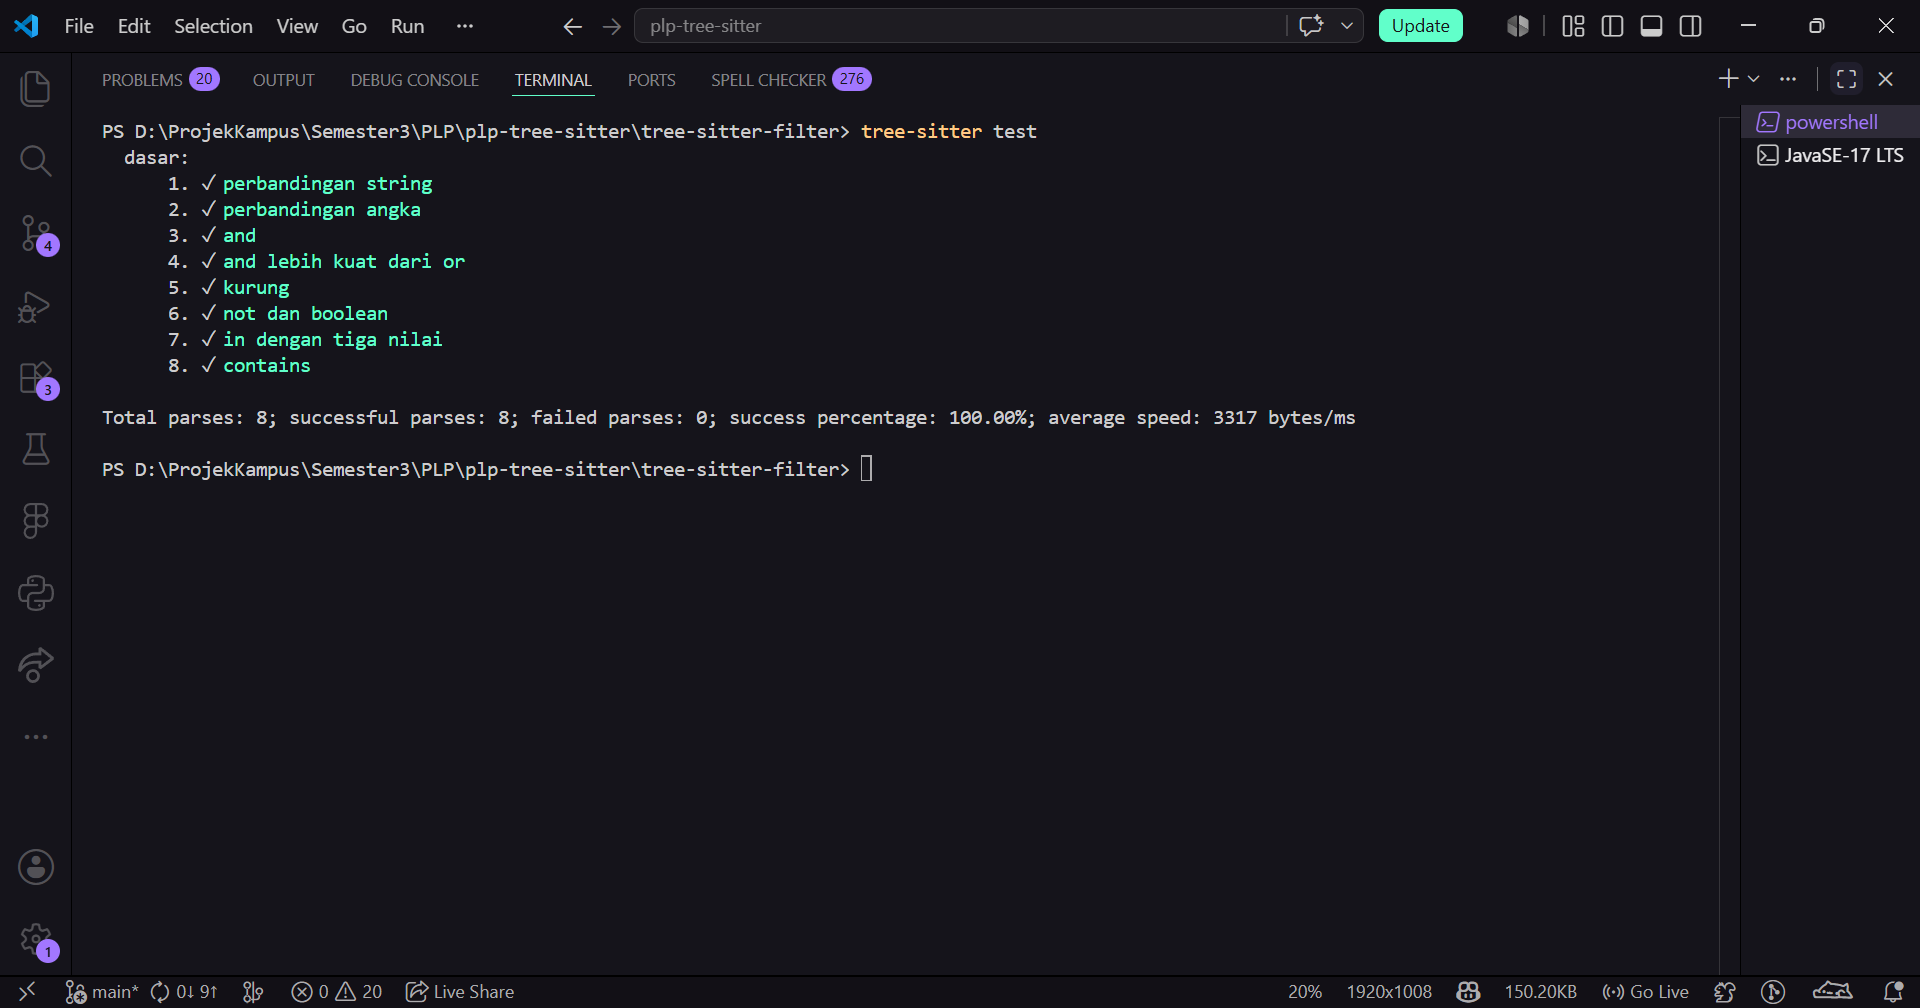 File Edit Selection View Go Run ... plp-tree-sitter Update
PROBLEMS 20 OUTPUT DEBUG CONSOLE TERMINAL PORTS SPELL CHECKER 276
PS D:\ProjekKampus\Semester3\PLP\plp-tree-sitter\tree-sitter-filter> tree-sitter test
dasar:
1. ✓ perbandingan string
2. ✓ perbandingan angka
3. ✓ and
4. ✓ and lebih kuat dari or
5. ✓ kurung
6. ✓ not dan boolean
7. ✓ in dengan tiga nilai
8. ✓ contains
Total parses: 8; successful parses: 8; failed parses: 0; success percentage: 100.00%; average speed: 3317 bytes/ms
PS D:\ProjekKampus\Semester3\PLP\plp-tree-sitter\tree-sitter-filter>
powershell
JavaSE-17 LTS
4
3
1
main* 0↓ 9↑ 0 20 Live Share 20% 1920x1008 150.20KB Go Live